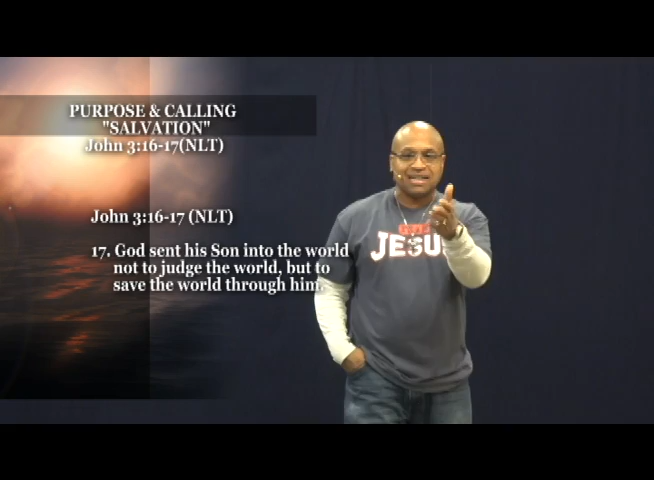 PURPOSE & CALLING
"SALVATION"
John 3:16-17(NLT)
John 3:16-17 (NLT)
17. God sent his Son into the world
not to judge the world, but to
save the world through him.
JESUS